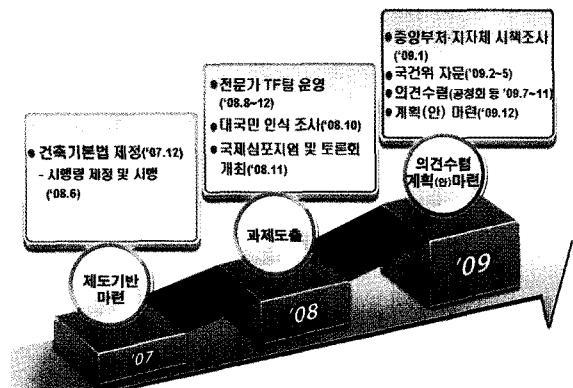 ● 건축기본법 제정('07.12)
- 시행령 제정 및 시행
('08.6)
제도기반
마련
'07
● 전문가 TF팀 운영
('08.8~12)
● 대국민 인식 조사('08.10)
● 국제심포지엄 및 토론회
개최('08.11)
과제도출
'08
● 중앙부처·지자체 시책조사
('09.1)
● 국건위 자문('09.2~5)
● 의견수렴(공청회 등 '09.7~11)
● 계획(안) 마련('09.12)
의견수렴
계획(안)마련
'09